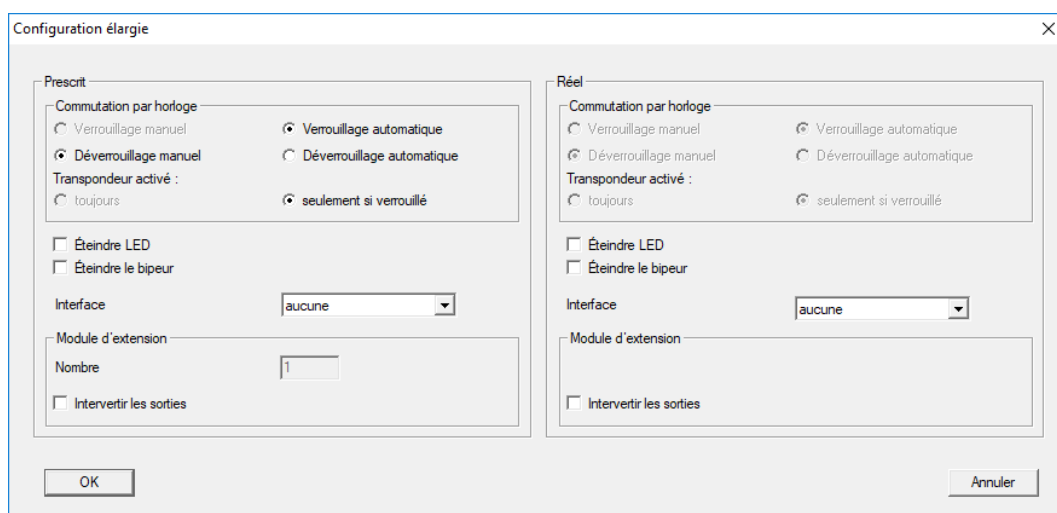 Configuration élargie
Prescrit
Commutation par horloge
Verrouillage manuel
Verrouillage automatique
Déverrouillage manuel
Déverrouillage automatique
Transpondeur activé :
toujours
seulement si verrouillé
Éteindre LED
Éteindre le bipeur
Interface
aucune
Module d'extension
Nombre
1
Intervertir les sorties
Réel
Commutation par horloge
Verrouillage manuel
Verrouillage automatique
Déverrouillage manuel
Déverrouillage automatique
Transpondeur activé :
toujours
seulement si verrouillé
Éteindre LED
Éteindre le bipeur
Interface
aucune
Module d'extension
Intervertir les sorties
OK
Annuler